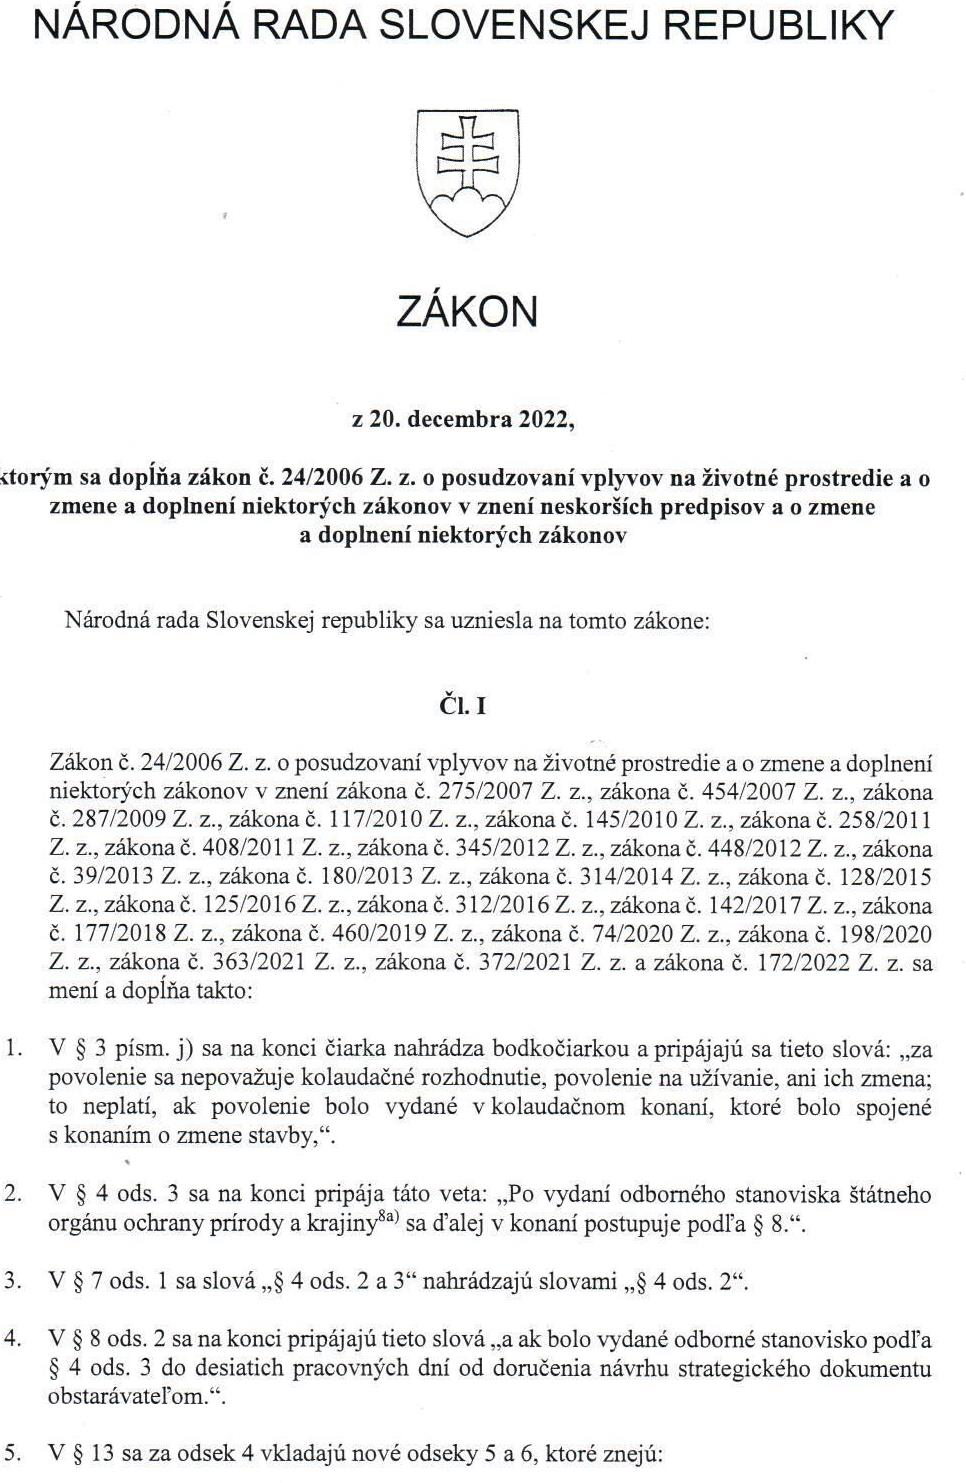 NÁRODNÁ RADA SLOVENSKEJ REPUBLIKY
ZÁKON
z 20. decembra 2022,
ktorým sa dopĺňa zákon č. 24/2006 Z. z. o posudzovaní vplyvov na životné prostredie a o
zmene a doplnení niektorých zákonov v znení neskorších predpisov a o zmene
a doplnení niektorých zákonov
Národná rada Slovenskej republiky sa uzniesla na tomto zákone:
Čl. I
Zákon č. 24/2006 Z. z. o posudzovaní vplyvov na životné prostredie a o zmene a doplnení
niektorých zákonov v znení zákona č. 275/2007 Z. z., zákona č. 454/2007 Z. z., zákona
č. 287/2009 Z. z., zákona č. 117/2010 Z. z., zákona č. 145/2010 Z. z., zákona č. 258/2011
Z. z., zákona č. 408/2011 Z. z., zákona č. 345/2012 Z. z., zákona č. 448/2012 Z. z., zákona
č. 39/2013 Z. z., zákona č. 180/2013 Z. z., zákona č. 314/2014 Z. z., zákona č. 128/2015
Z. z., zákona č. 125/2016 Z. z., zákona č. 312/2016 Z. z., zákona č. 142/2017 Z. z., zákona
č. 177/2018 Z. z., zákona č. 460/2019 Z. z., zákona č. 74/2020 Z. z., zákona č. 198/2020
Z. z., zákona č. 363/2021 Z. z., zákona č. 372/2021 Z. z. a zákona č. 172/2022 Z. z. sa
mení a dopĺňa takto:
1. V § 3 písm. j) sa na konci čiarka nahrádza bodkočiarkou a pripájajú sa tieto slová: „za
povolenie sa nepovažuje kolaudačné rozhodnutie, povolenie na užívanie, ani ich zmena;
to neplatí, ak povolenie bolo vydané v kolaudačnom konaní, ktoré bolo spojené
s konaním o zmene stavby,“.
2. V § 4 ods. 3 sa na konci pripája táto veta: „Po vydaní odborného stanoviska štátneho
orgánu ochrany prírody a krajiny8a) sa ďalej v konaní postupuje podľa § 8.“.
3. V § 7 ods. 1 sa slová „§ 4 ods. 2 a 3“ nahrádzajú slovami „§ 4 ods. 2“.
4. V § 8 ods. 2 sa na konci pripájajú tieto slová „a ak bolo vydané odborné stanovisko podľa
§ 4 ods. 3 do desiatich pracovných dní od doručenia návrhu strategického dokumentu
obstarávateľom.“.
5. V § 13 sa za odsek 4 vkladajú nové odseky 5 a 6, ktoré znejú: